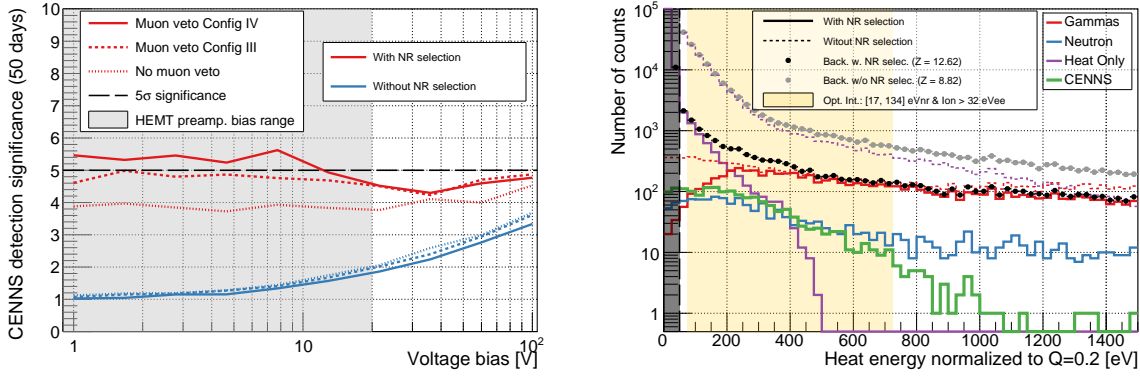 CENNS detection significance (50 days)
10
9
8
7
6
5
4
3
2
1
0
Muon veto Config IV
Muon veto Config III
No muon veto
5σ significance
HEMT preamp. bias range
With NR selection
Without NR selection
1
10
10²
Voltage bias [V]
Number of counts
10⁵
10⁴
10³
10²
10
1
With NR selection
Witout NR selection
Back. w. NR selec. (Z = 12.62)
Back. w/o NR selec. (Z = 8.82)
Opt. Int.: [17, 134] eVnr & Ion > 32 eVee
Gammas
Neutron
Heat Only
CENNS
0 200 400 600 800 1000 1200 1400
Heat energy normalized to Q=0.2 [eV]